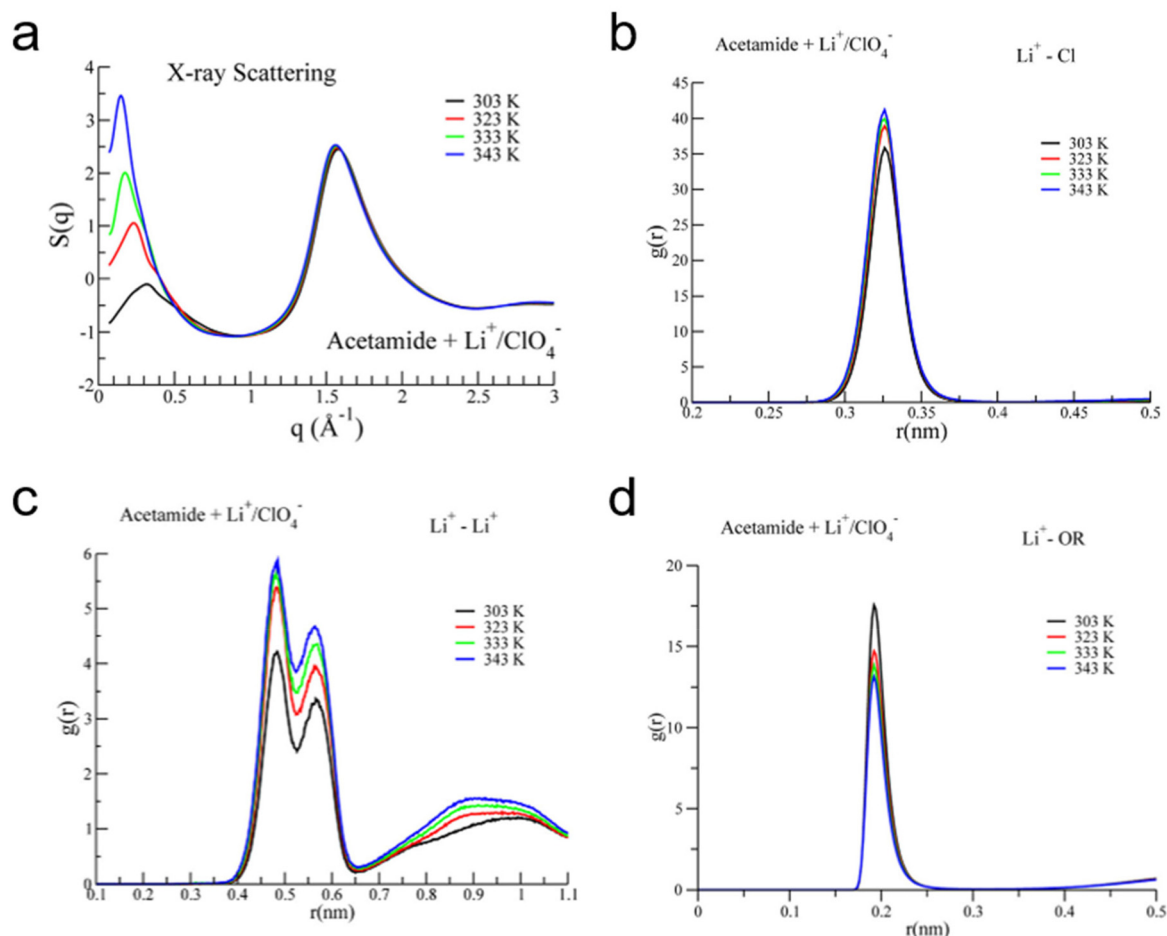 a
X-ray Scattering
303 K
323 K
333 K
343 K
4
3
2
1
0
-1
-2
S(q)
Acetamide + Li⁺/ClO₄⁻
0
0.5
1
1.5
2
2.5
3
q (Å⁻¹)
b
Acetamide + Li⁺/ClO₄⁻
Li⁺ - Cl
303 K
323 K
333 K
343 K
45
40
35
30
25
20
15
10
5
0
g(r)
0.2
0.25
0.3
0.35
0.4
0.45
0.5
r(nm)
c
Acetamide + Li⁺/ClO₄⁻
Li⁺ - Li⁺
303 K
323 K
333 K
343 K
6
5
4
3
2
1
0
g(r)
0.1
0.2
0.3
0.4
0.5
0.6
0.7
0.8
0.9
1
1.1
r(nm)
d
Acetamide + Li⁺/ClO₄⁻
Li⁺- OR
303 K
323 K
333 K
343 K
20
15
10
5
0
g(r)
0
0.1
0.2
0.3
0.4
0.5
r(nm)